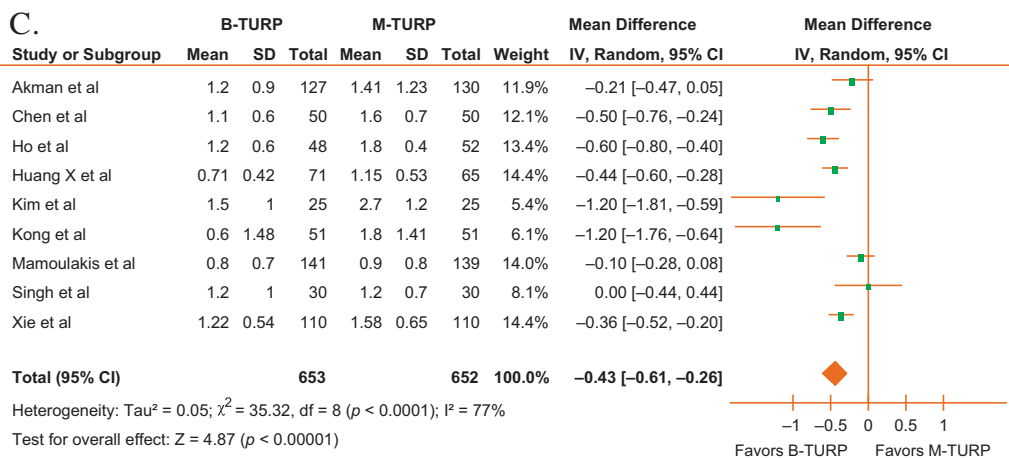 C.
B-TURP M-TURP Mean Difference Mean Difference
Study or Subgroup Mean SD Total Mean SD Total Weight IV, Random, 95% CI IV, Random, 95% CI
Akman et al 1.2 0.9 127 1.41 1.23 130 11.9% –0.21 [–0.47, 0.05]
Chen et al 1.1 0.6 50 1.6 0.7 50 12.1% –0.50 [–0.76, –0.24]
Ho et al 1.2 0.6 48 1.8 0.4 52 13.4% –0.60 [–0.80, –0.40]
Huang X et al 0.71 0.42 71 1.15 0.53 65 14.4% –0.44 [–0.60, –0.28]
Kim et al 1.5 1 25 2.7 1.2 25 5.4% –1.20 [–1.81, –0.59]
Kong et al 0.6 1.48 51 1.8 1.41 51 6.1% –1.20 [–1.76, –0.64]
Mamoulakis et al 0.8 0.7 141 0.9 0.8 139 14.0% –0.10 [–0.28, 0.08]
Singh et al 1.2 1 30 1.2 0.7 30 8.1% 0.00 [–0.44, 0.44]
Xie et al 1.22 0.54 110 1.58 0.65 110 14.4% –0.36 [–0.52, –0.20]
Total (95% CI) 653 652 100.0% –0.43 [–0.61, –0.26]
Heterogeneity: Tau² = 0.05; χ² = 35.32, df = 8 (p < 0.0001); I² = 77%
Test for overall effect: Z = 4.87 (p < 0.00001)
–1 –0.5 0 0.5 1
Favors B-TURP Favors M-TURP